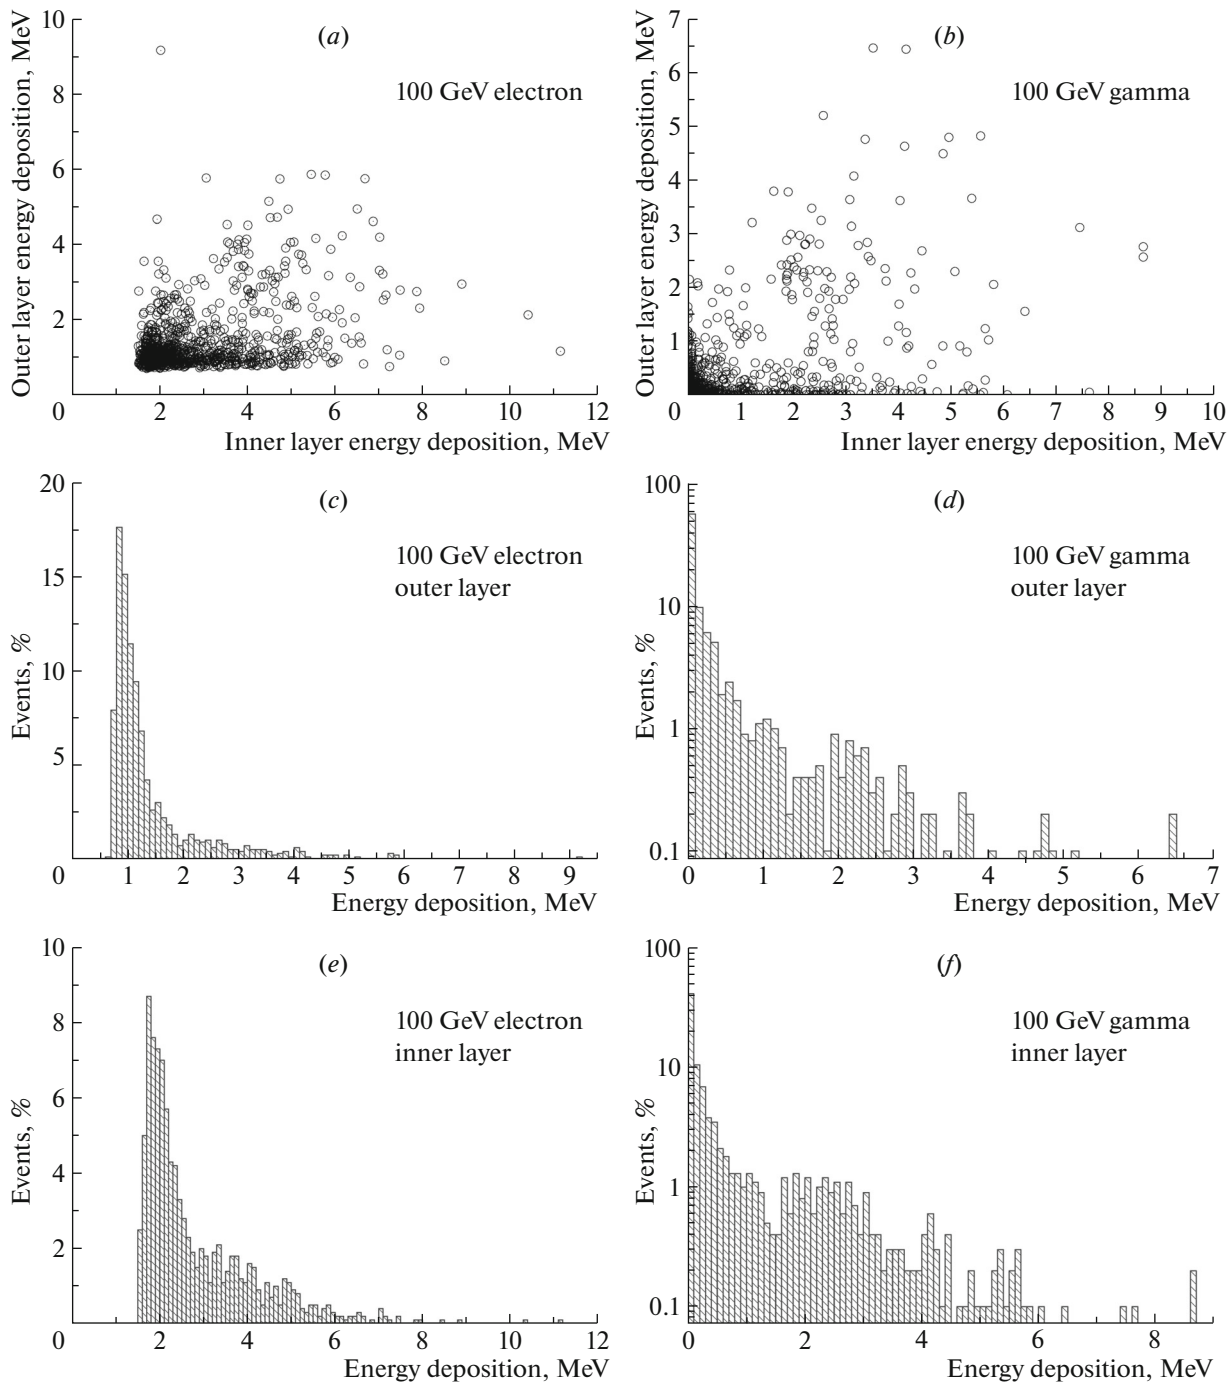 (a)
100 GeV electron
Outer layer energy deposition, MeV
10
8
6
4
2
0
2 4 6 8 10 12
Inner layer energy deposition, MeV
(b)
100 GeV gamma
Outer layer energy deposition, MeV
7
6
5
4
3
2
1
0
0 1 2 3 4 5 6 7 8 9 10
Inner layer energy deposition, MeV
(c)
100 GeV electron
outer layer
Events, %
20
15
10
5
0
1 2 3 4 5 6 7 8 9
Energy deposition, MeV
(d)
100 GeV gamma
outer layer
Events, %
100
10
1
0.1
0 1 2 3 4 5 6 7
Energy deposition, MeV
(e)
100 GeV electron
inner layer
Events, %
10
8
6
4
2
0
2 4 6 8 10 12
Energy deposition, MeV
(f)
100 GeV gamma
inner layer
Events, %
100
10
1
0.1
0 2 4 6 8
Energy deposition, MeV